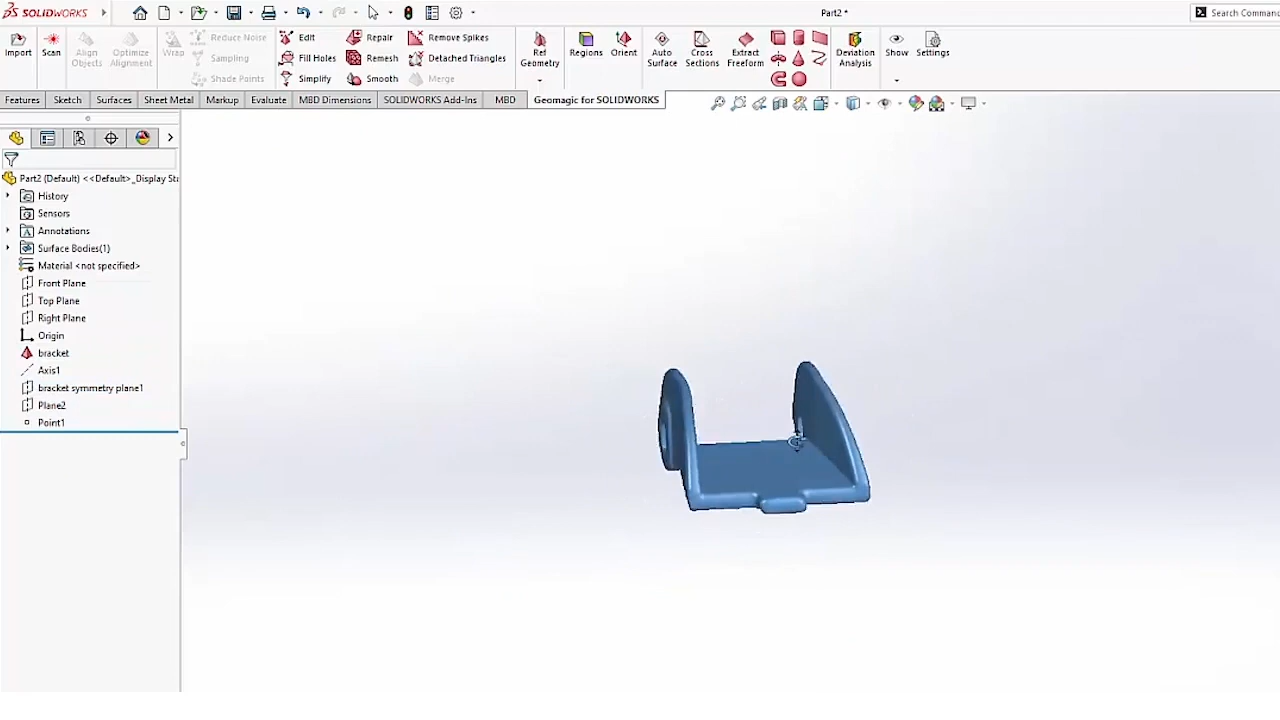 SOLIDWORKS
Part2 *
Search Command
Import
Scan
Align Objects
Optimize Alignment
Wrap
Reduce Noise
Sampling
Shade Points
Edit
Fill Holes
Simplify
Repair
Remesh
Smooth
Remove Spikes
Detached Triangles
Merge
Ref Geometry
Regions
Orient
Auto Surface
Cross Sections
Extract Freeform
Deviation Analysis
Show
Settings
Features
Sketch
Surfaces
Sheet Metal
Markup
Evaluate
MBD Dimensions
SOLIDWORKS Add-Ins
MBD
Geomagic for SOLIDWORKS
Part2 (Default) <<Default>_Display Sta
History
Sensors
Annotations
Surface Bodies(1)
Material <not specified>
Front Plane
Top Plane
Right Plane
Origin
bracket
Axis1
bracket symmetry plane1
Plane2
Point1